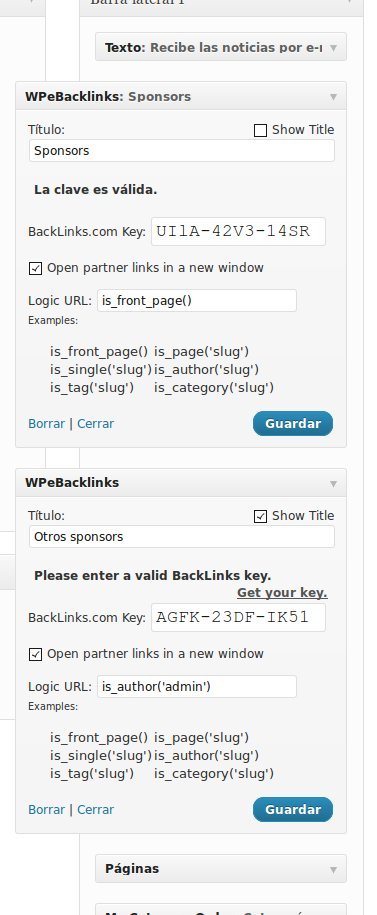 Barra lateral 1
Texto: Recibe las noticias por e-
WPeBacklinks: Sponsors
Título:
Show Title
Sponsors
La clave es válida.
BackLinks.com Key: UI1A-42V3-14SR
Open partner links in a new window
Logic URL: is_front_page()
Examples:
is_front_page() is_page('slug')
is_single('slug') is_author('slug')
is_tag('slug') is_category('slug')
Borrar | Cerrar
Guardar
WPeBacklinks
Título:
Show Title
Otros sponsors
Please enter a valid BackLinks key.
Get your key.
BackLinks.com Key: AGFK-23DF-IK51
Open partner links in a new window
Logic URL: is_author('admin')
Examples:
is_front_page() is_page('slug')
is_single('slug') is_author('slug')
is_tag('slug') is_category('slug')
Borrar | Cerrar
Guardar
Páginas